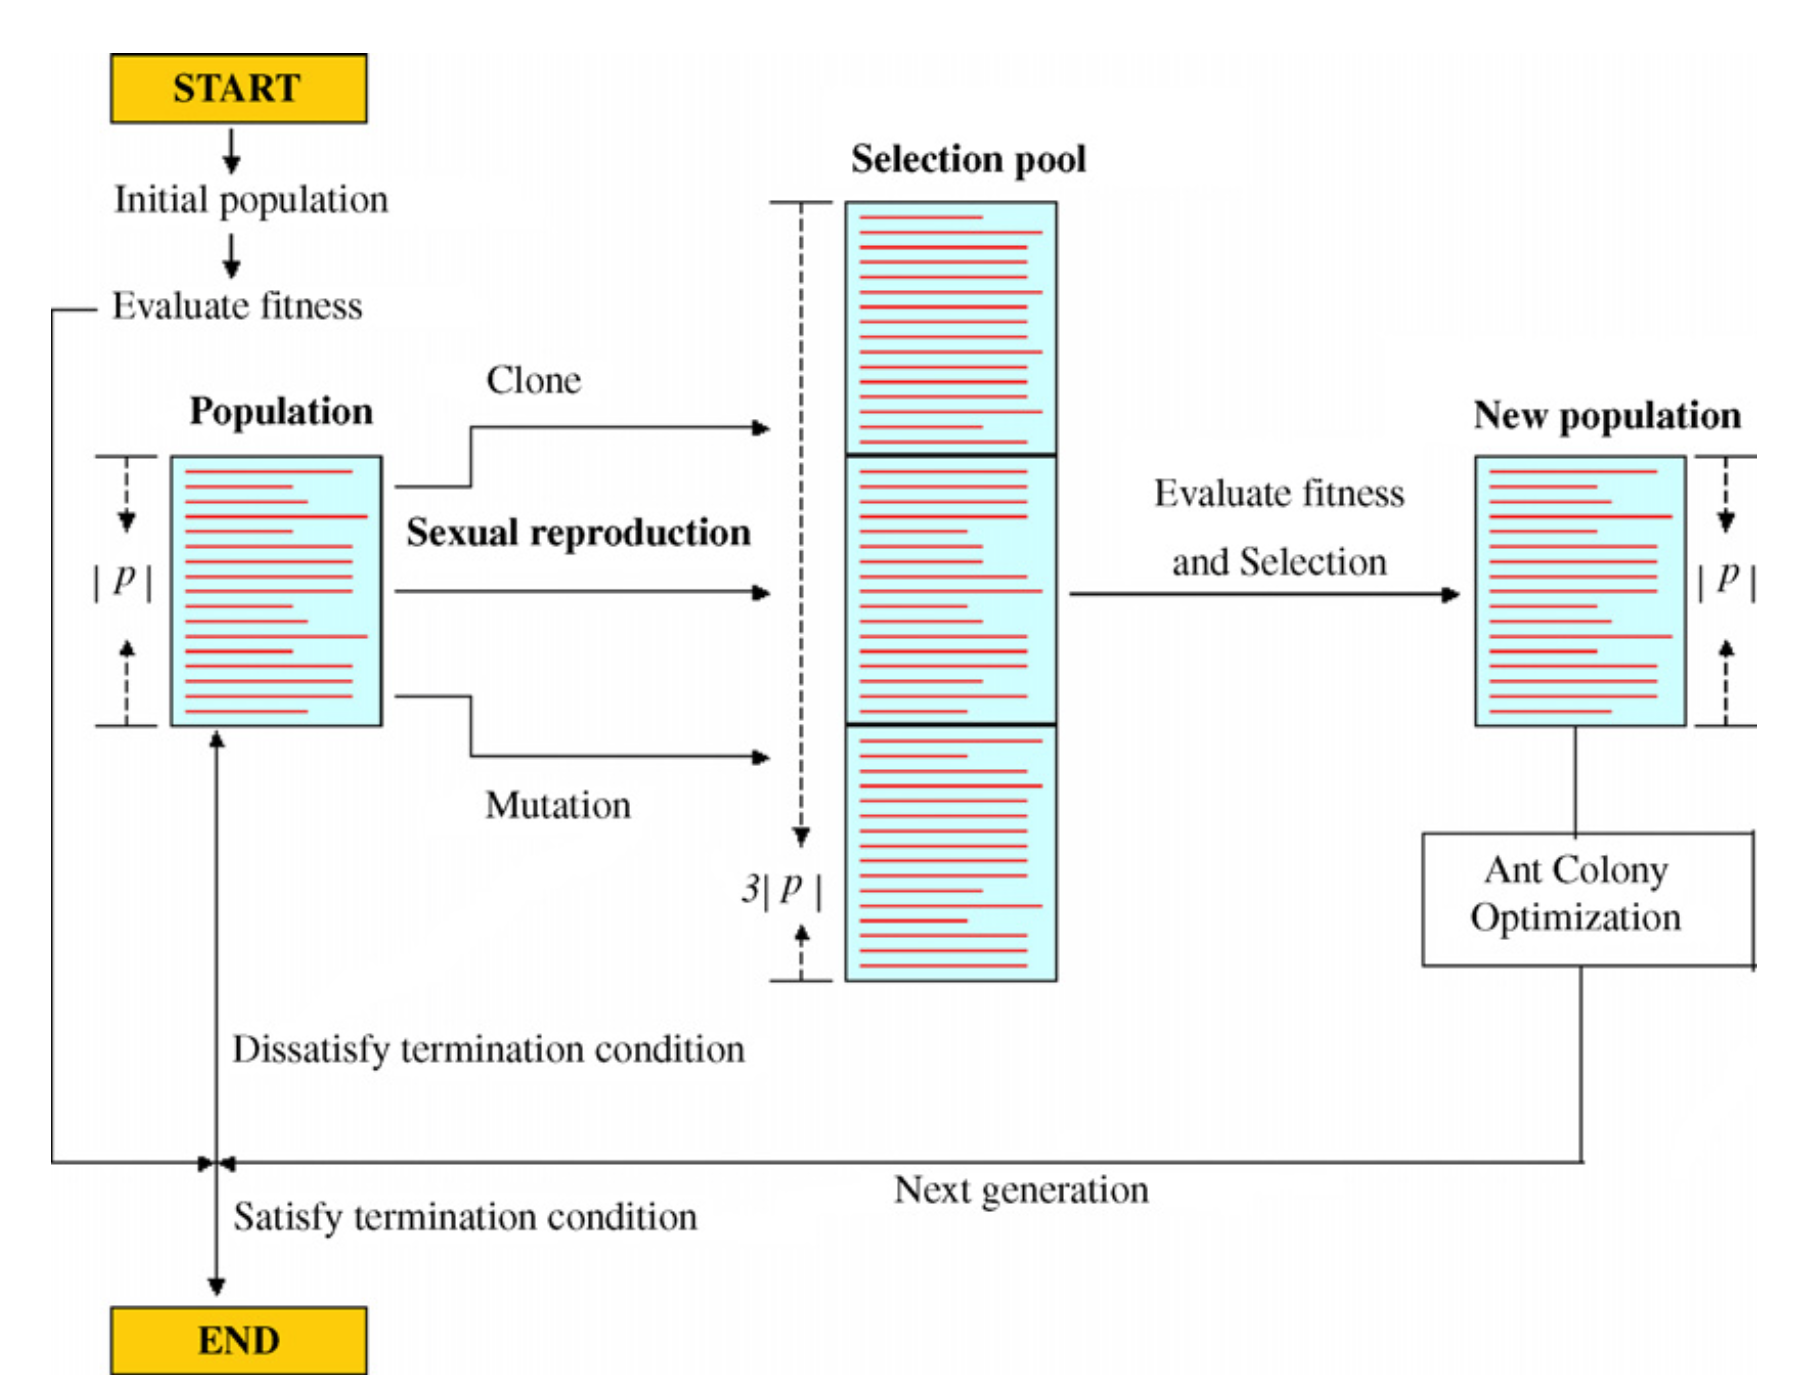 START
Initial population
Evaluate fitness
Population
| p |
Clone
Sexual reproduction
Mutation
Selection pool
3| p |
Evaluate fitness
and Selection
New population
| p |
Ant Colony
Optimization
Dissatisfy termination condition
Next generation
Satisfy termination condition
END